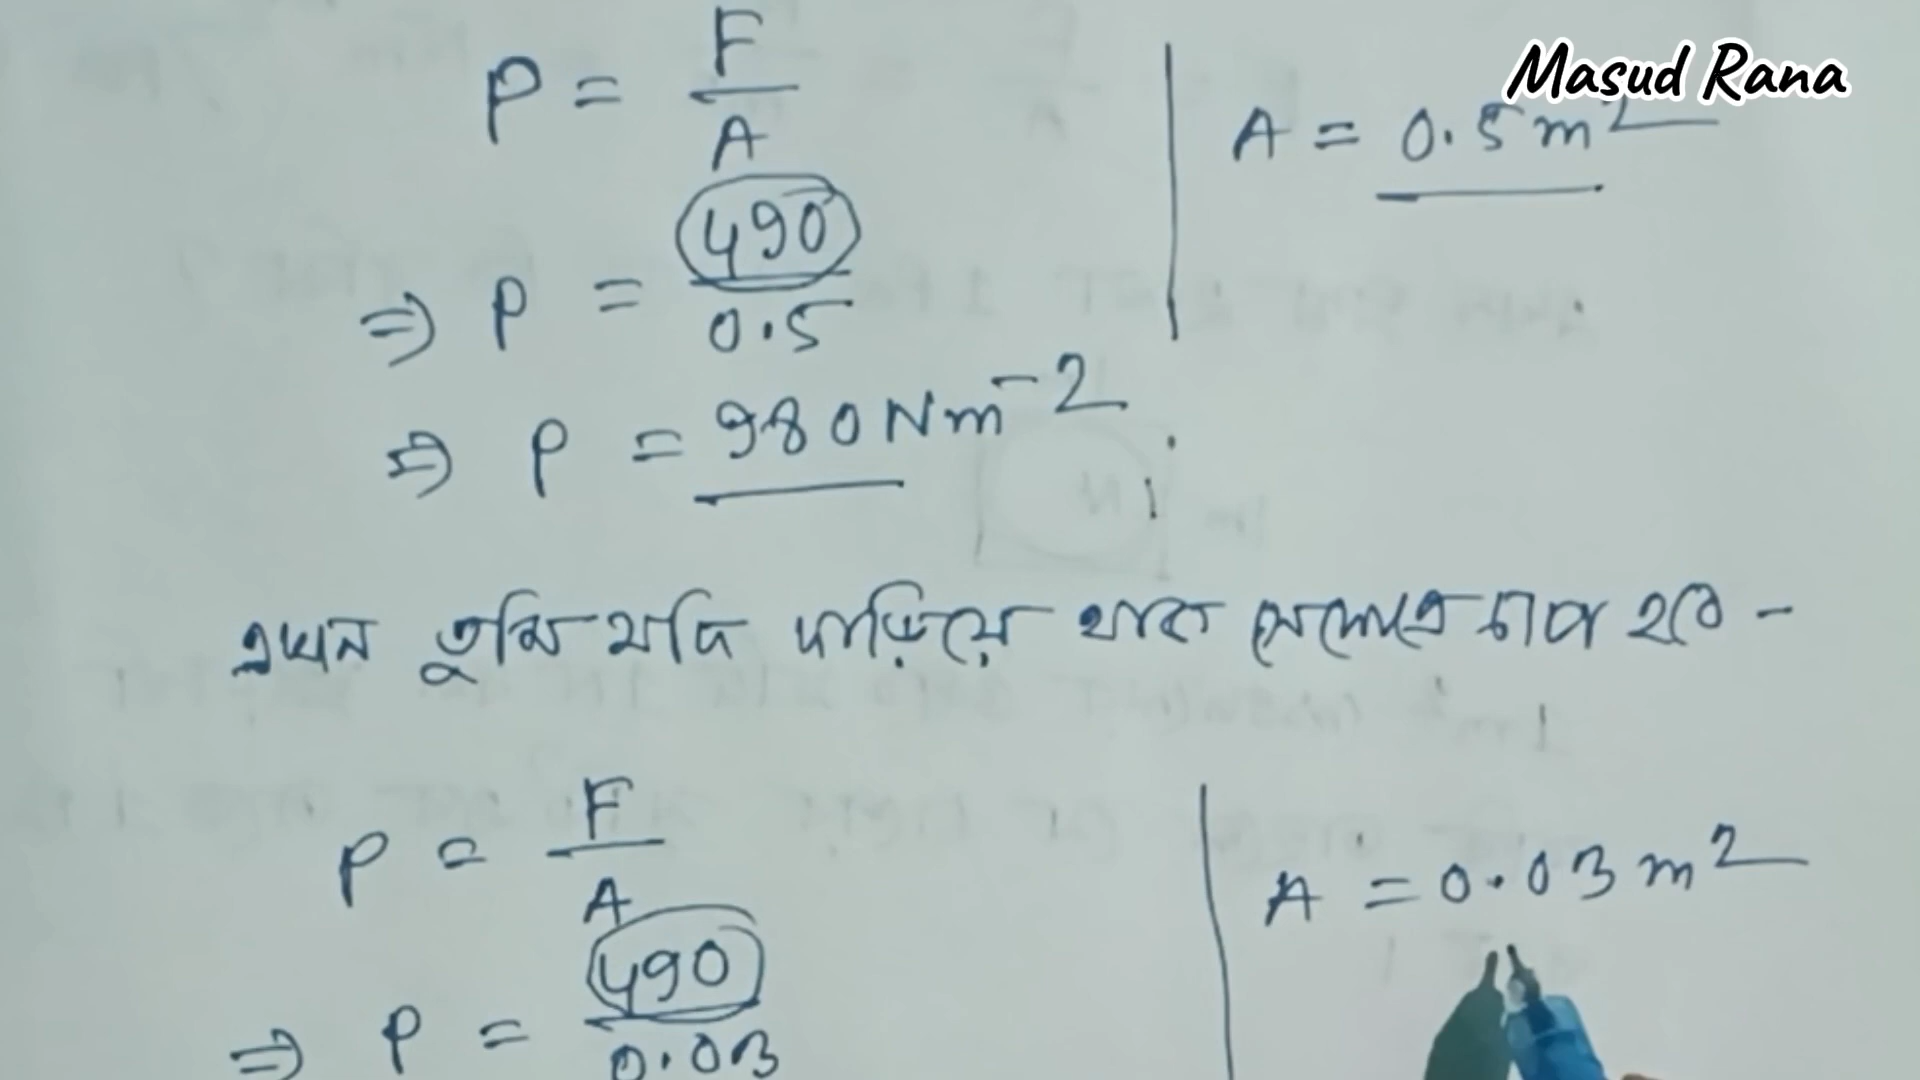 Masud Rana
P = F/A
A = 0.5 m²
⇒ P = 490/0.5
⇒ P = 980 Nm⁻²
এখন তুমি যদি দাড়িয়ে থাক সেক্ষেত্রে চাপ হবে -
P = F/A
A = 0.03 m²
⇒ P = 490/0.03